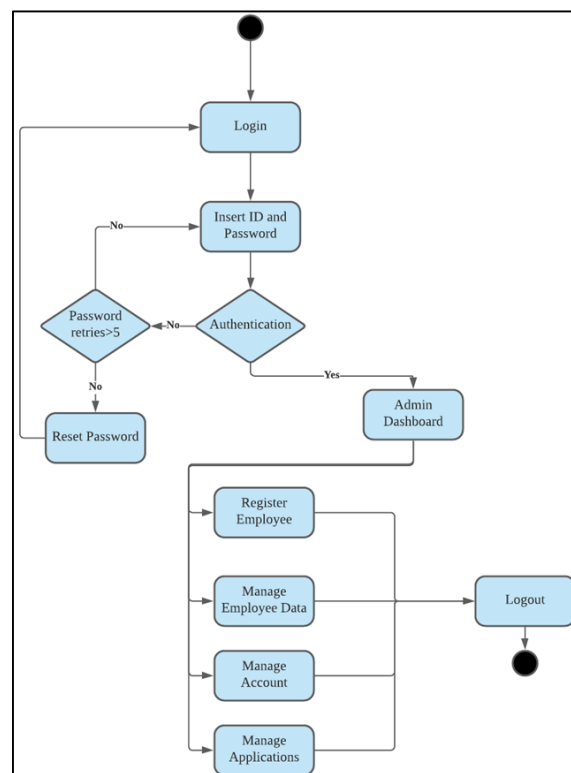 Login
Insert ID and
Password
No
Password
retries>5
No
Authentication
No
Yes
Reset Password
Admin
Dashboard
Register
Employee
Manage
Employee Data
Logout
Manage
Account
Manage
Applications